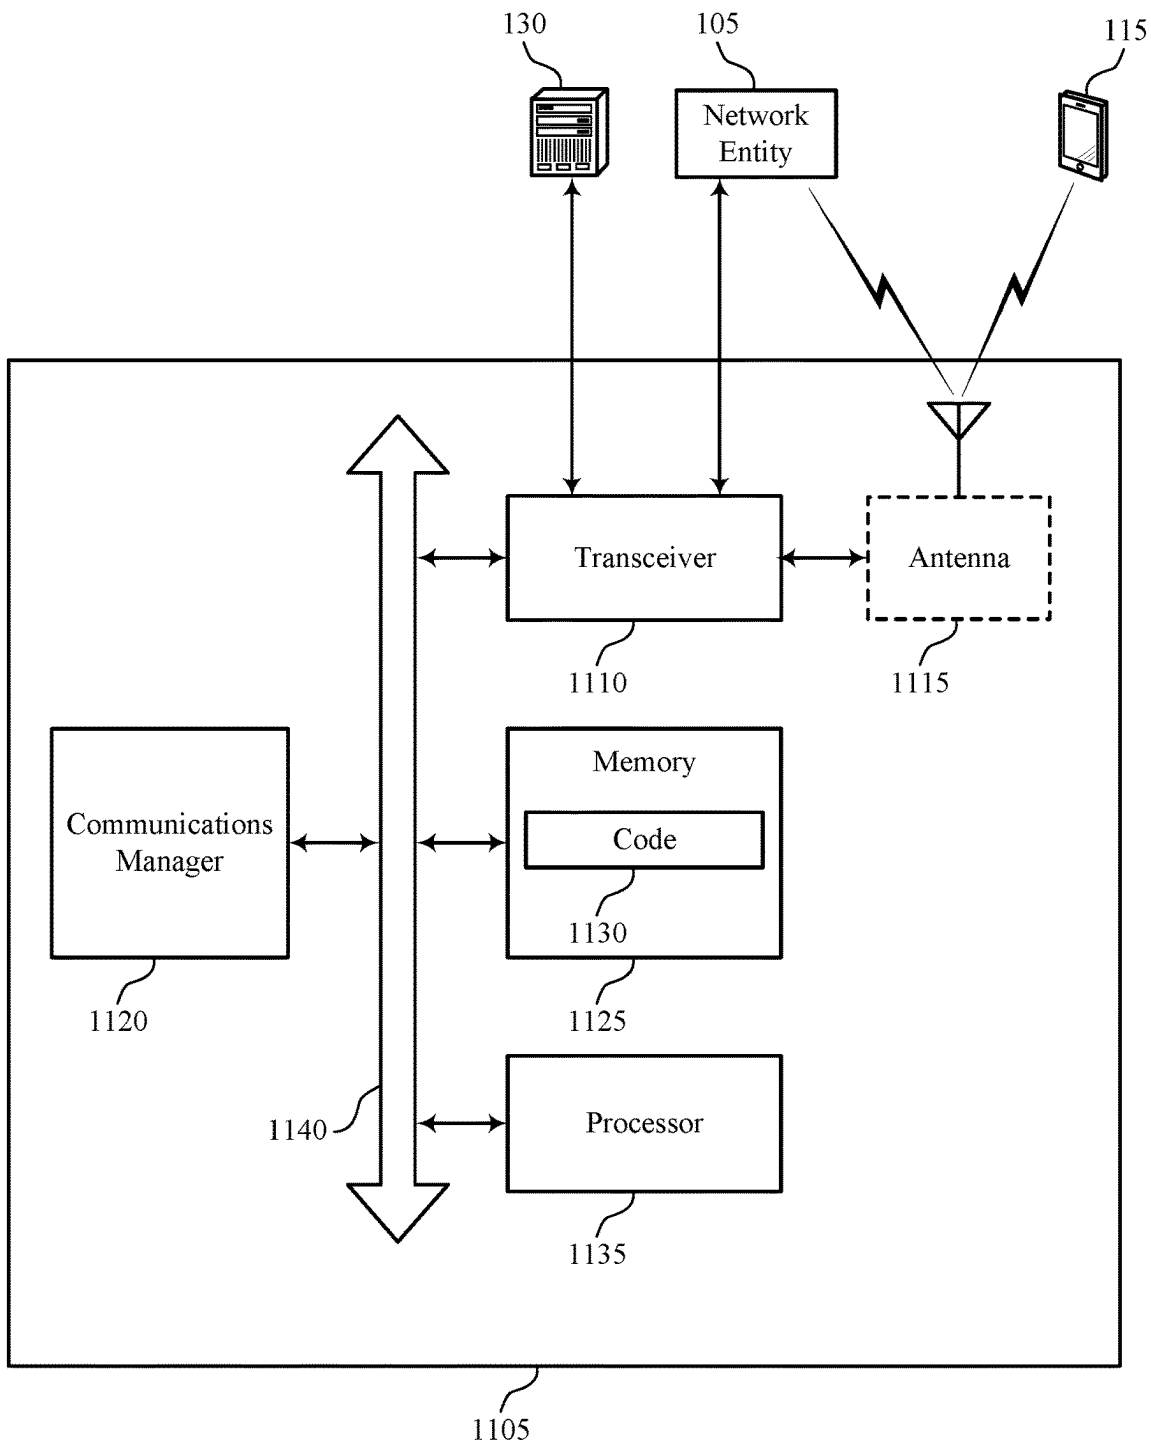 130
105
115
Network
Entity
Transceiver
Antenna
1110
1115
Memory
Communications
Manager
Code
1130
1120
1125
Processor
1140
1135
1105